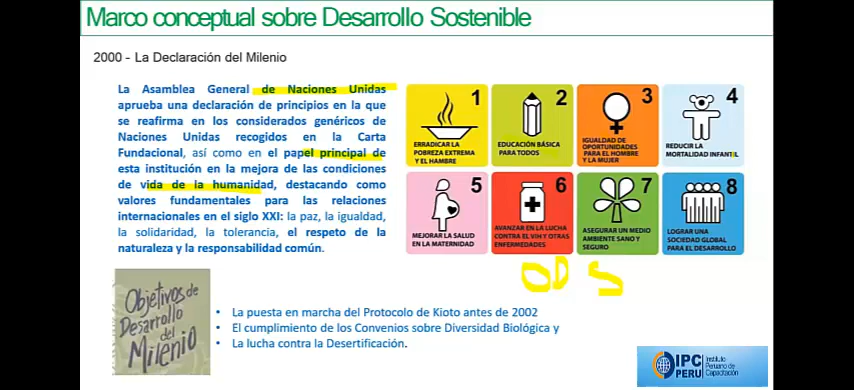 Marco conceptual sobre Desarrollo Sostenible
2000 - La Declaración del Milenio
La Asamblea General de Naciones Unidas
aprueba una declaración de principios en la que
se reafirma en los considerados genéricos de
Naciones Unidas recogidos en la Carta
Fundacional, así como en el papel principal de
esta institución en la mejora de las condiciones
de vida de la humanidad, destacando como
valores fundamentales para las relaciones
internacionales en el siglo XXI: la paz, la igualdad,
la solidaridad, la tolerancia, el respeto de la
naturaleza y la responsabilidad común.
1
ERRADICAR LA
POBREZA EXTREMA
Y EL HAMBRE
2
EDUCACIÓN BÁSICA
PARA TODOS
3
IGUALDAD DE
OPORTUNIDADES
PARA EL HOMBRE
Y LA MUJER
4
REDUCIR LA
MORTALIDAD INFANTIL
5
MEJORAR LA SALUD
EN LA MATERNIDAD
6
AVANZAR EN LA LUCHA
CONTRA EL VIH Y OTRAS
ENFERMEDADES
7
ASEGURAR UN MEDIO
AMBIENTE SANO Y
SEGURO
8
LOGRAR UNA
SOCIEDAD GLOBAL
PARA EL DESARROLLO
ODS
Objetivos de
Desarrollo
del
Milenio
• La puesta en marcha del Protocolo de Kioto antes de 2002
• El cumplimiento de los Convenios sobre Diversidad Biológica y
• La lucha contra la Desertificación.
IPC
PERU
Instituto
Peruano de
Capacitación